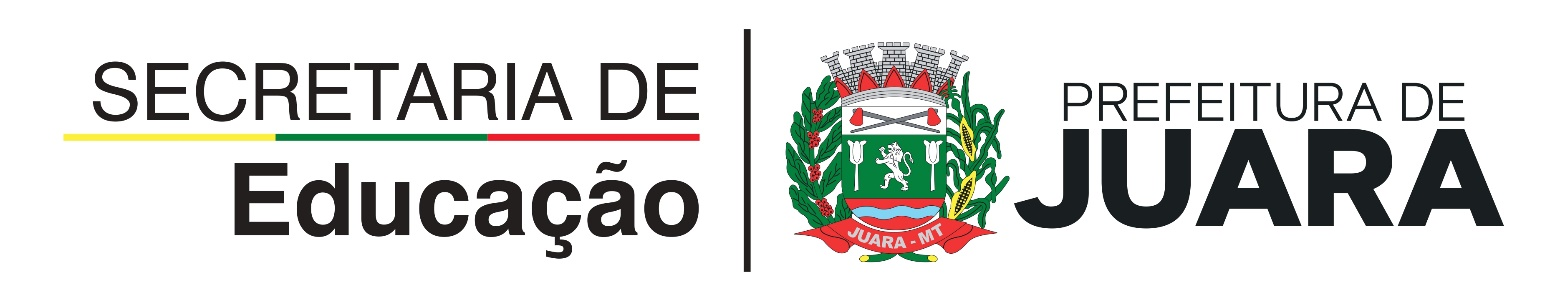 SECRETARIA DE
Educação
JUARA - MT
PREFEITURA DE
JUARA